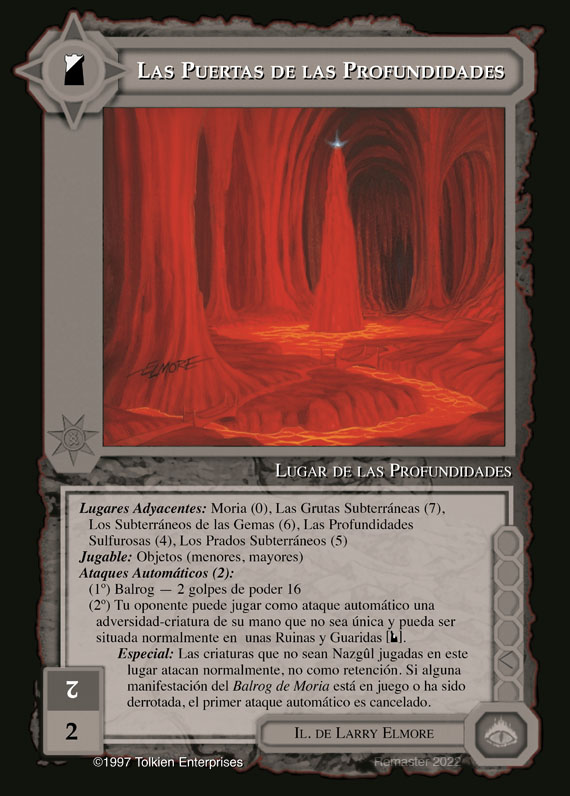 Las Puertas de las Profundidades
ELMORE
Lugar de las Profundidades
Lugares Adyacentes: Moria (0), Las Grutas Subterráneas (7),
Los Subterráneos de las Gemas (6), Las Profundidades
Sulfurosas (4), Los Prados Subterráneos (5)
Jugable: Objetos (menores, mayores)
Ataques Automáticos (2):
(1º) Balrog — 2 golpes de poder 16
(2º) Tu oponente puede jugar como ataque automático una
adversidad-criatura de su mano que no sea única y pueda ser
situada normalmente en unas Ruinas y Guaridas [ ].
Especial: Las criaturas que no sean Nazgûl jugadas en este
lugar atacan normalmente, no como retención. Si alguna
manifestación del Balrog de Moria está en juego o ha sido
derrotada, el primer ataque automático es cancelado.
2
2
Il. de Larry Elmore
©1997 Tolkien Enterprises
Remaster 2022